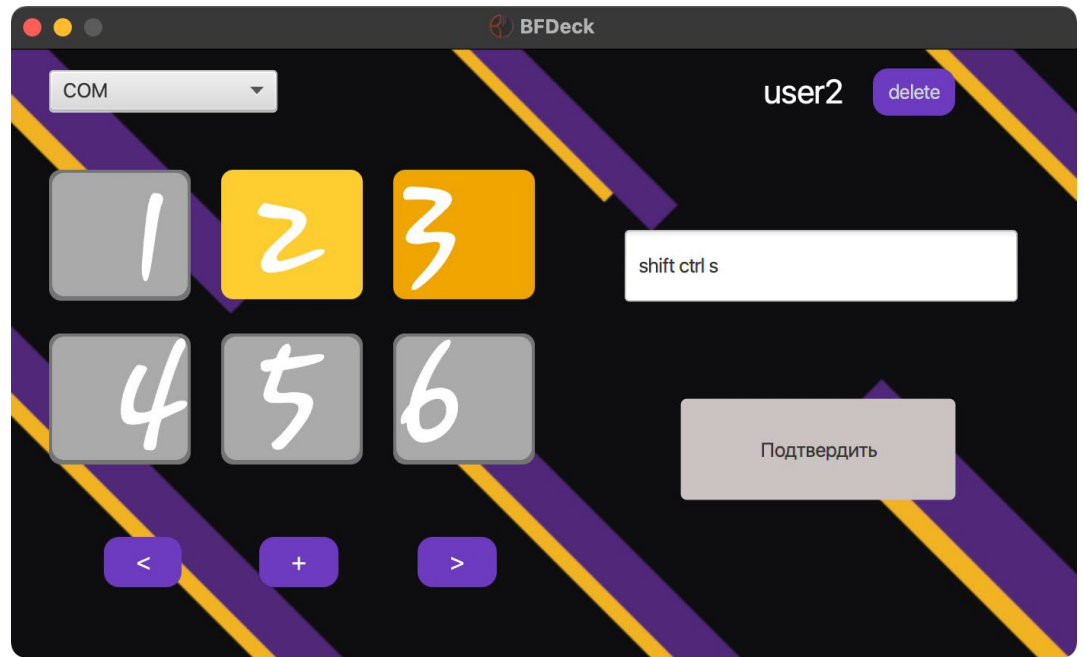 BFDeck
COM
user2 delete
1 2 3
shift ctrl s
4 5 6
Подтвердить
< + >